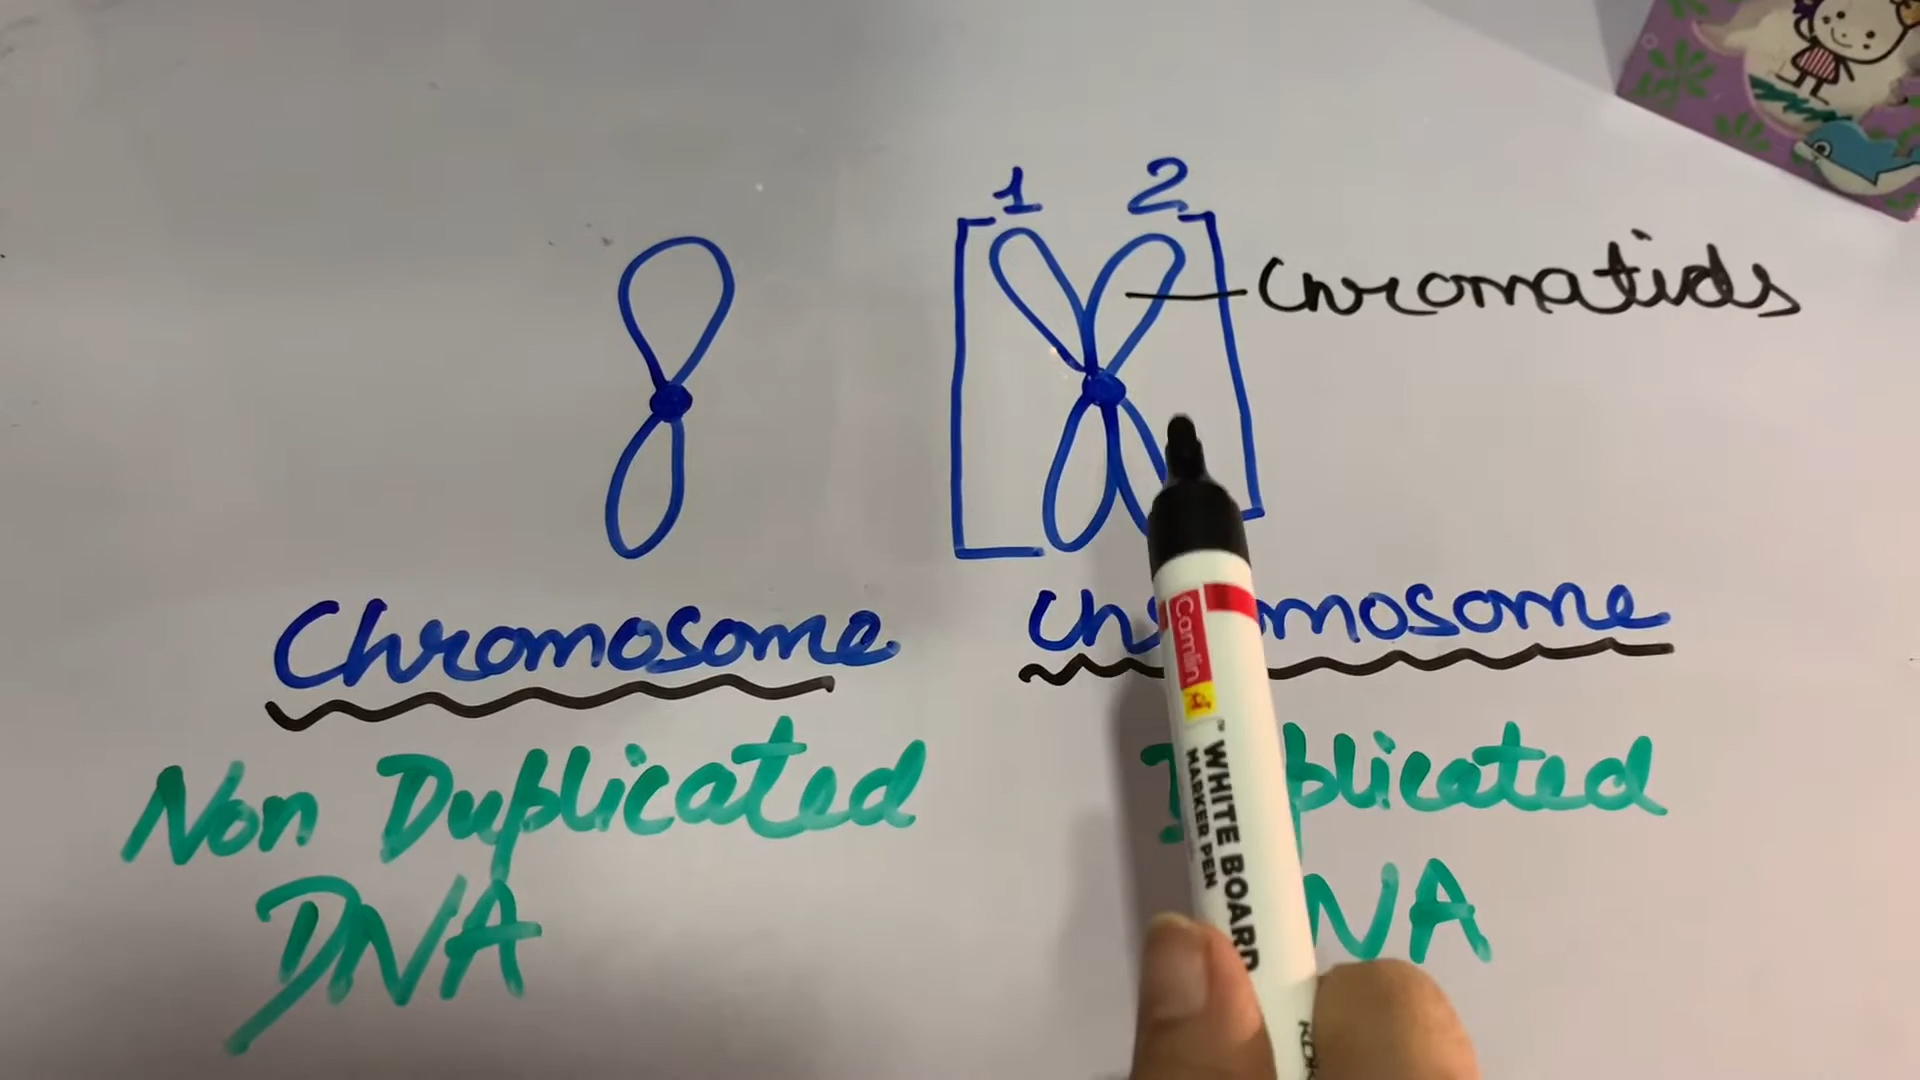 1 2
Chromatids
Chromosome
Non Duplicated
DNA
Camlin
WHITE BOARD
MARKER PEN